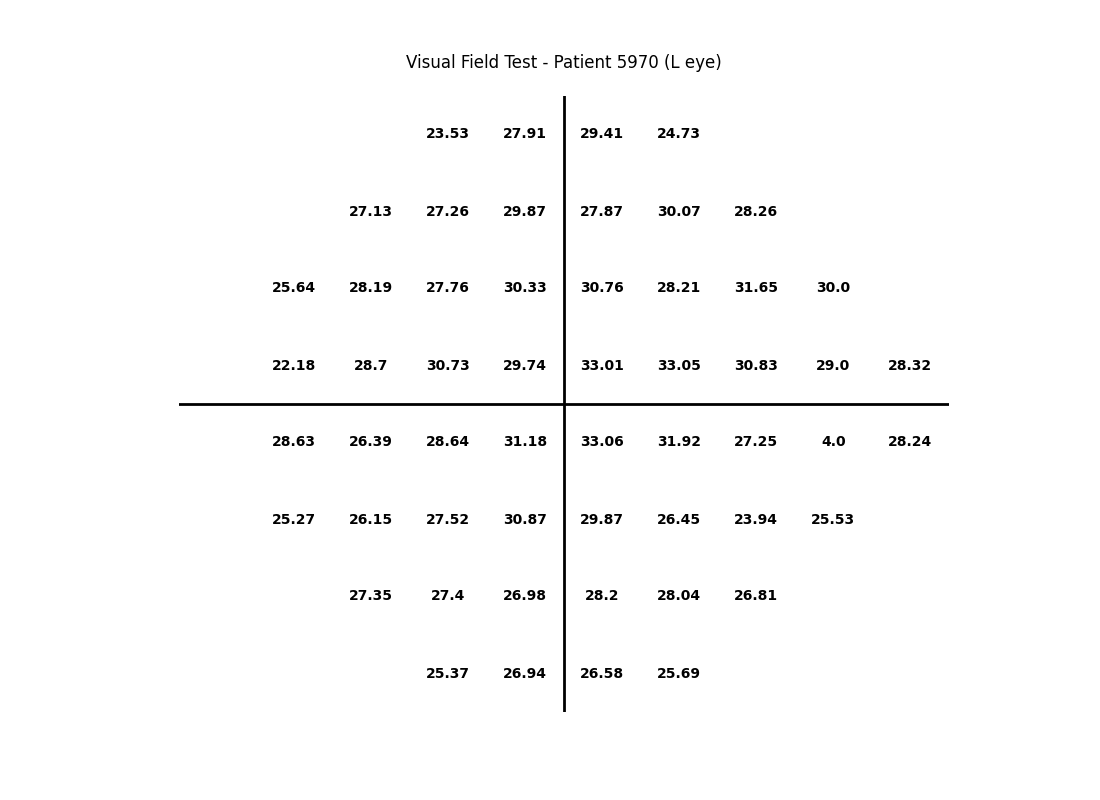 Visual Field Test - Patient 5970 (L eye)
23.53 27.91 29.41 24.73
27.13 27.26 29.87 27.87 30.07 28.26
25.64 28.19 27.76 30.33 30.76 28.21 31.65 30.0
22.18 28.7 30.73 29.74 33.01 33.05 30.83 29.0 28.32
28.63 26.39 28.64 31.18 33.06 31.92 27.25 4.0 28.24
25.27 26.15 27.52 30.87 29.87 26.45 23.94 25.53
27.35 27.4 26.98 28.2 28.04 26.81
25.37 26.94 26.58 25.69